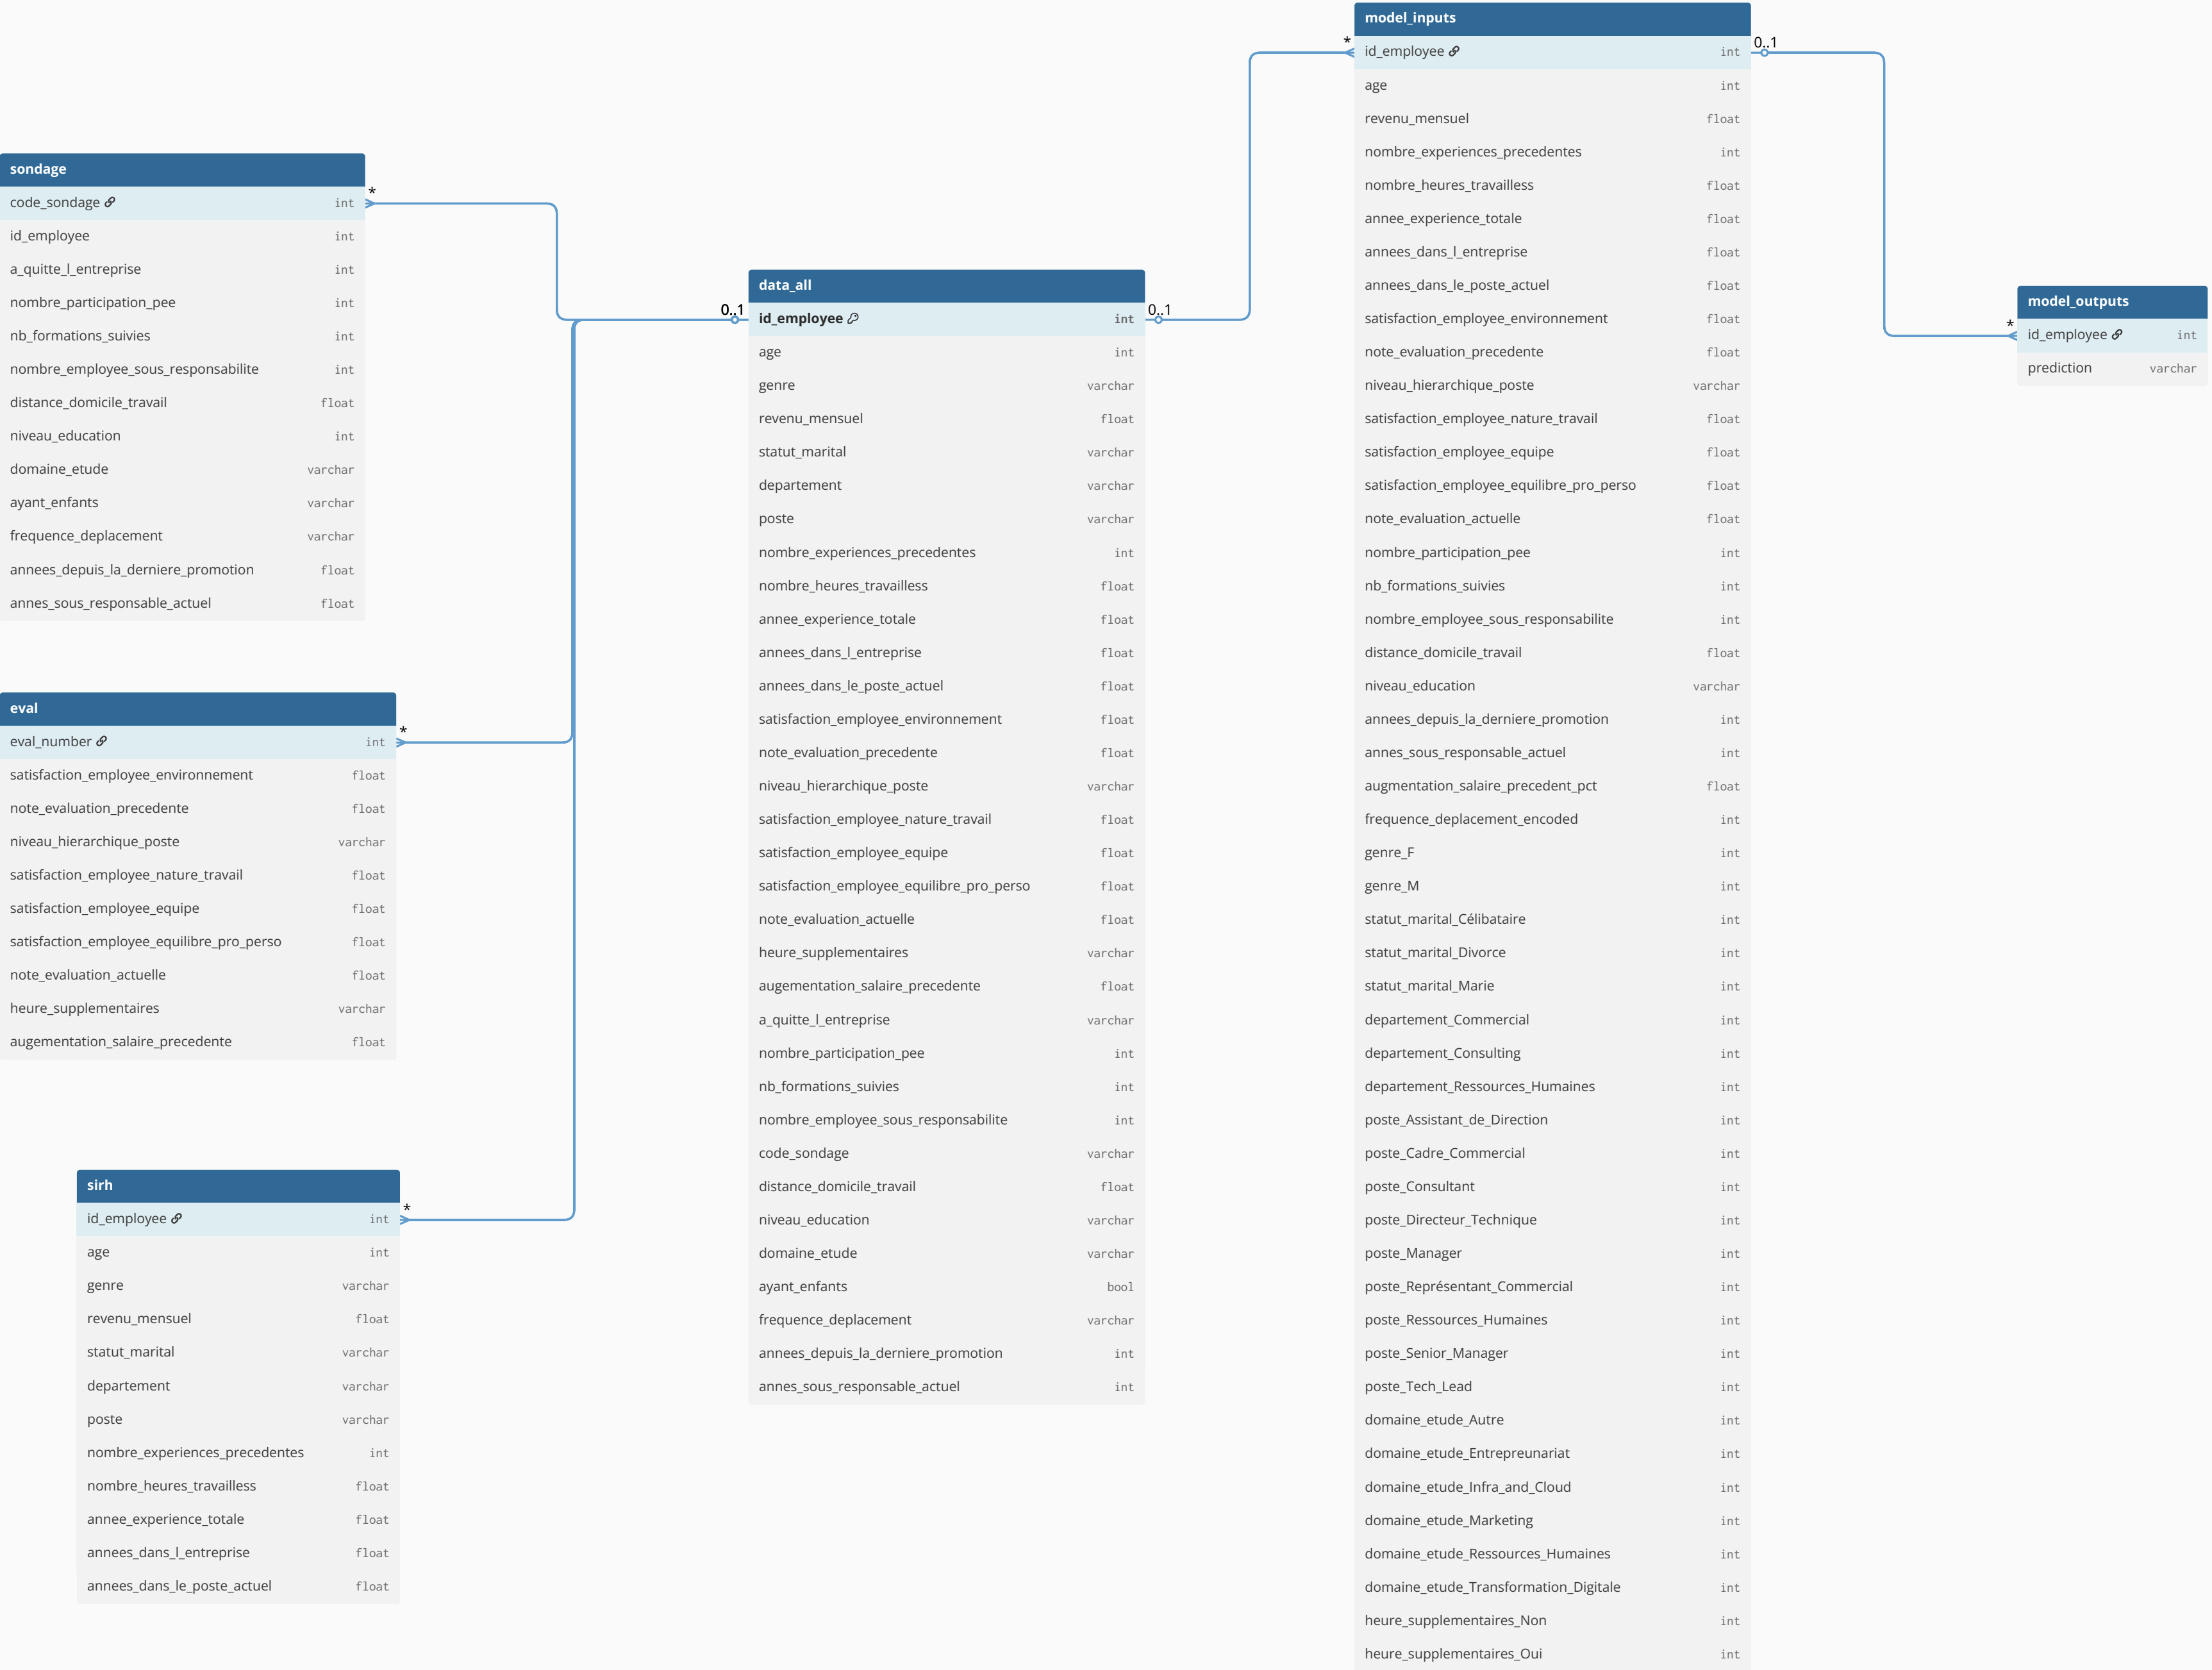 sondage
code_sondage int
id_employee int
a_quitte_l_entreprise int
nombre_participation_pee int
nb_formations_suivies int
nombre_employee_sous_responsabilite int
distance_domicile_travail float
niveau_education int
domaine_etude varchar
ayant_enfants varchar
frequence_deplacement varchar
annees_depuis_la_derniere_promotion float
annes_sous_responsable_actuel float
*
eval
eval_number int
satisfaction_employee_environnement float
note_evaluation_precedente float
niveau_hierarchique_poste varchar
satisfaction_employee_nature_travail float
satisfaction_employee_equipe float
satisfaction_employee_equilibre_pro_perso float
note_evaluation_actuelle float
heure_supplementaires varchar
augementation_salaire_precedente float
*
sirh
id_employee int
age int
genre varchar
revenu_mensuel float
statut_marital varchar
departement varchar
poste varchar
nombre_experiences_precedentes int
nombre_heures_travailless float
annee_experience_totale float
annees_dans_l_entreprise float
annees_dans_le_poste_actuel float
*
0..1
data_all
id_employee int
age int
genre varchar
revenu_mensuel float
statut_marital varchar
departement varchar
poste varchar
nombre_experiences_precedentes int
nombre_heures_travailless float
annee_experience_totale float
annees_dans_l_entreprise float
annees_dans_le_poste_actuel float
satisfaction_employee_environnement float
note_evaluation_precedente float
niveau_hierarchique_poste varchar
satisfaction_employee_nature_travail float
satisfaction_employee_equipe float
satisfaction_employee_equilibre_pro_perso float
note_evaluation_actuelle float
heure_supplementaires varchar
augementation_salaire_precedente float
a_quitte_l_entreprise varchar
nombre_participation_pee int
nb_formations_suivies int
nombre_employee_sous_responsabilite int
code_sondage varchar
distance_domicile_travail float
niveau_education varchar
domaine_etude varchar
ayant_enfants bool
frequence_deplacement varchar
annees_depuis_la_derniere_promotion int
annes_sous_responsable_actuel int
0..1
*
model_inputs
id_employee int
age int
revenu_mensuel float
nombre_experiences_precedentes int
nombre_heures_travailless float
annee_experience_totale float
annees_dans_l_entreprise float
annees_dans_le_poste_actuel float
satisfaction_employee_environnement float
note_evaluation_precedente float
niveau_hierarchique_poste varchar
satisfaction_employee_nature_travail float
satisfaction_employee_equipe float
satisfaction_employee_equilibre_pro_perso float
note_evaluation_actuelle float
nombre_participation_pee int
nb_formations_suivies int
nombre_employee_sous_responsabilite int
distance_domicile_travail float
niveau_education varchar
annees_depuis_la_derniere_promotion int
annes_sous_responsable_actuel int
augmentation_salaire_precedent_pct float
frequence_deplacement_encoded int
genre_F int
genre_M int
statut_marital_Célibataire int
statut_marital_Divorce int
statut_marital_Marie int
departement_Commercial int
departement_Consulting int
departement_Ressources_Humaines int
poste_Assistant_de_Direction int
poste_Cadre_Commercial int
poste_Consultant int
poste_Directeur_Technique int
poste_Manager int
poste_Représentant_Commercial int
poste_Ressources_Humaines int
poste_Senior_Manager int
poste_Tech_Lead int
domaine_etude_Autre int
domaine_etude_Entrepreunariat int
domaine_etude_Infra_and_Cloud int
domaine_etude_Marketing int
domaine_etude_Ressources_Humaines int
domaine_etude_Transformation_Digitale int
heure_supplementaires_Non int
heure_supplementaires_Oui int
0..1
*
model_outputs
id_employee int
prediction varchar